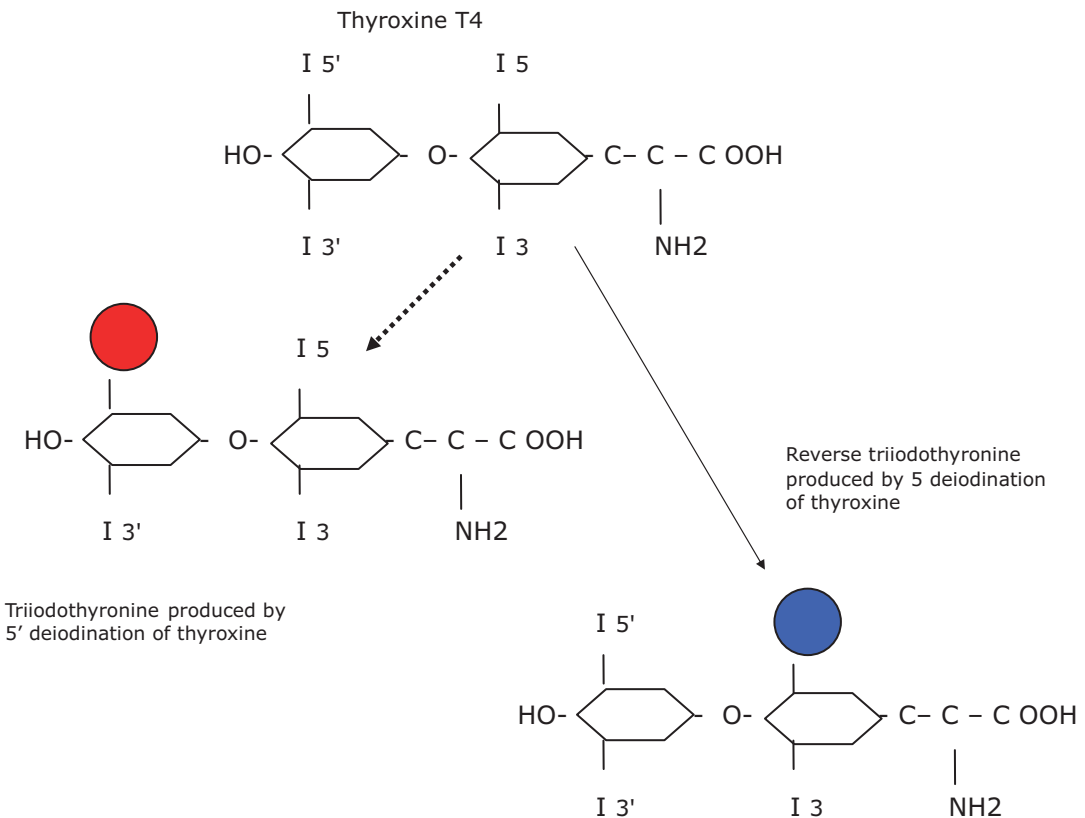 Thyroxine T4
I 5' I 5
HO- - O- - C– C – C OOH
I 3' I 3 NH2
I 5
HO- - O- - C– C – C OOH
I 3' I 3 NH2
Triiodothyronine produced by
5′ deiodination of thyroxine
Reverse triiodothyronine
produced by 5 deiodination
of thyroxine
I 5'
HO- - O- - C– C – C OOH
I 3' I 3 NH2